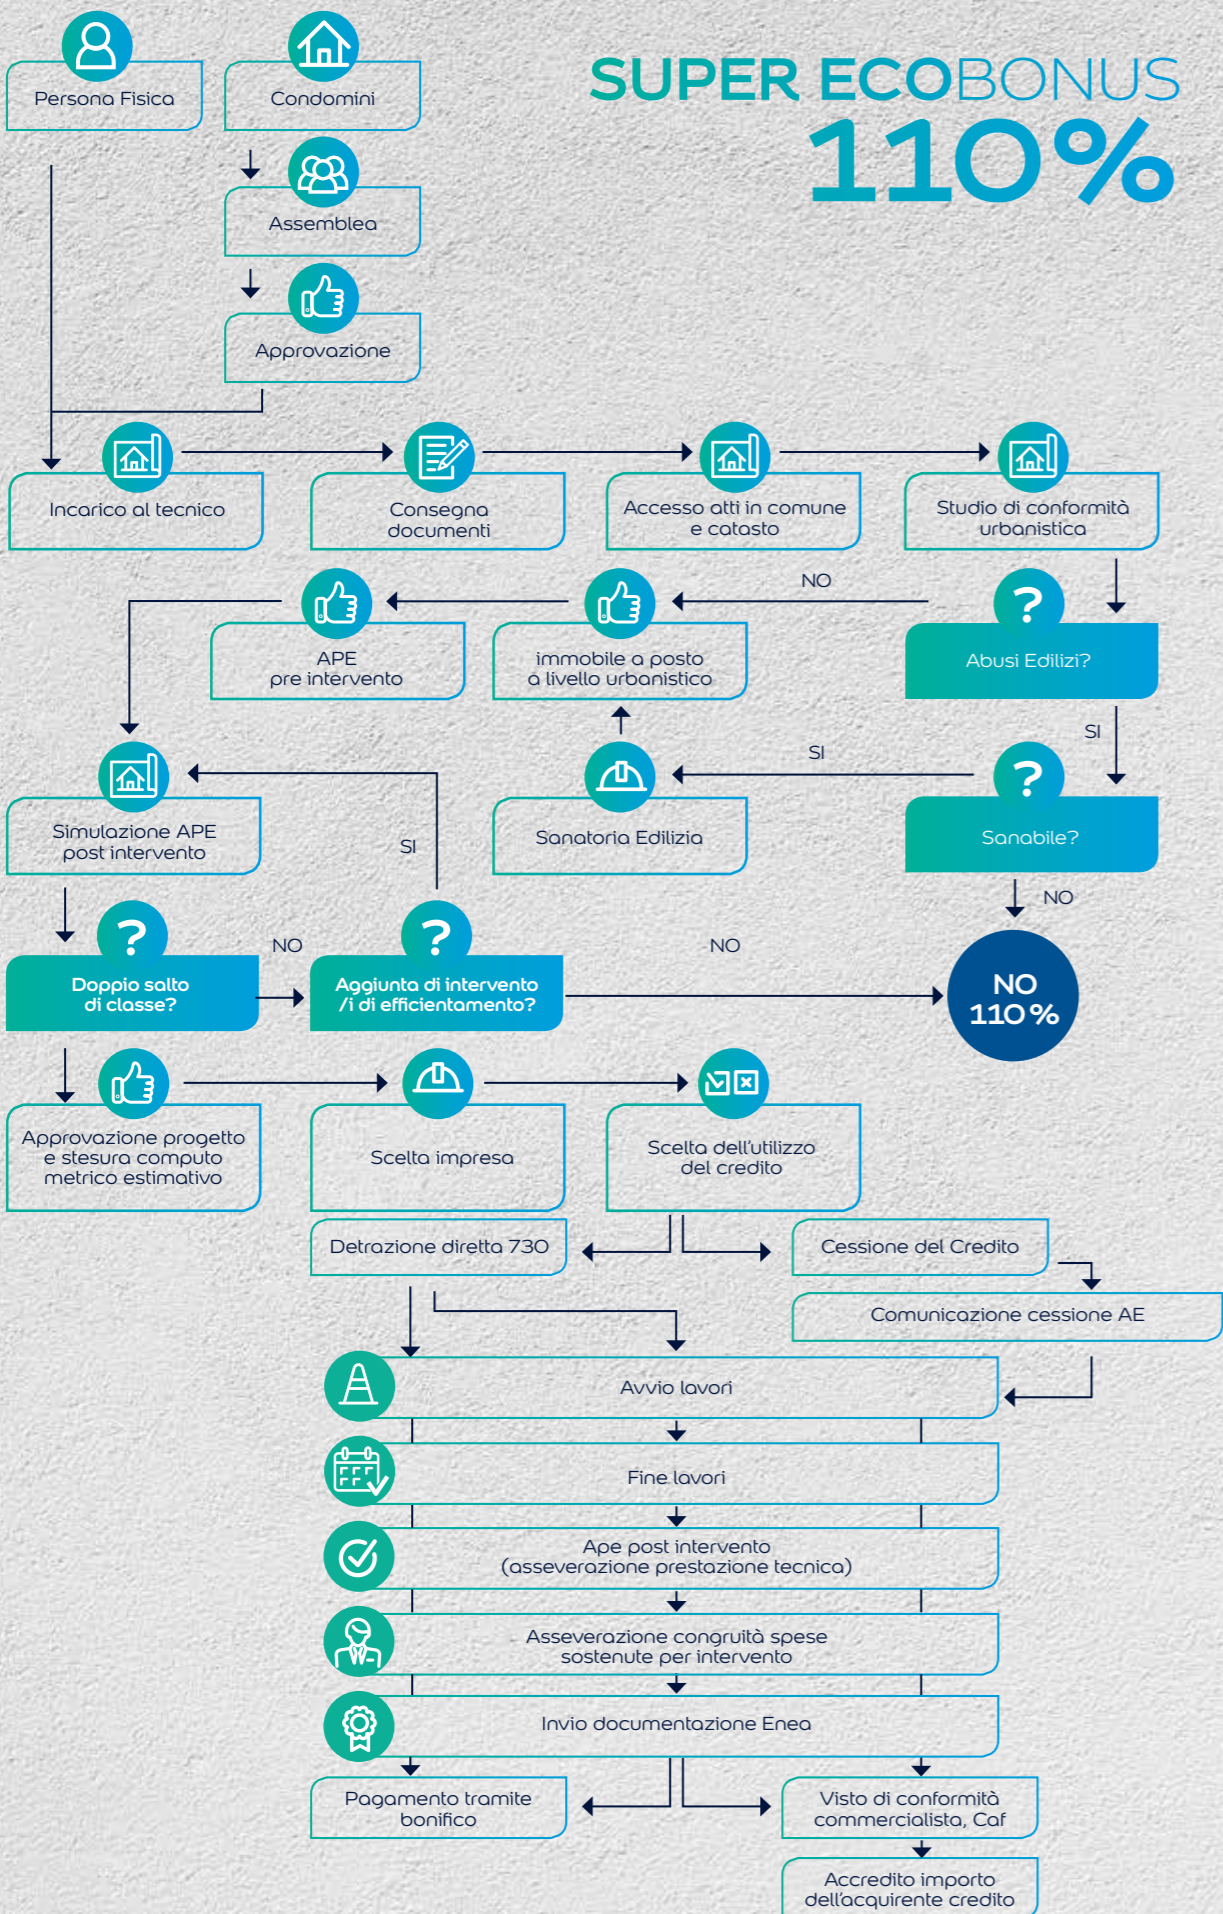 SUPER ECOBONUS
110%
Persona Fisica
Condomini
Assemblea
Approvazione
Incarico al tecnico
Consegna
documenti
Accesso atti in comune
e catasto
Studio di conformità
urbanistica
NO
?
Abusi Edilizi?
immobile a posto
a livello urbanistico
APE
pre intervento
SI
SI
?
Sanabile?
Sanatoria Edilizia
Simulazione APE
post intervento
SI
NO
?
Doppio salto
di classe?
NO
?
Aggiunta di intervento
/i di efficientamento?
NO
NO
110%
Approvazione progetto
e stesura computo
metrico estimativo
Scelta impresa
Scelta dell'utilizzo
del credito
Detrazione diretta 730
Cessione del Credito
Comunicazione cessione AE
Avvio lavori
Fine lavori
Ape post intervento
(asseverazione prestazione tecnica)
Asseverazione congruità spese
sostenute per intervento
Invio documentazione Enea
Pagamento tramite
bonifico
Visto di conformità
commercialista, Caf
Accredito importo
dell'acquirente credito